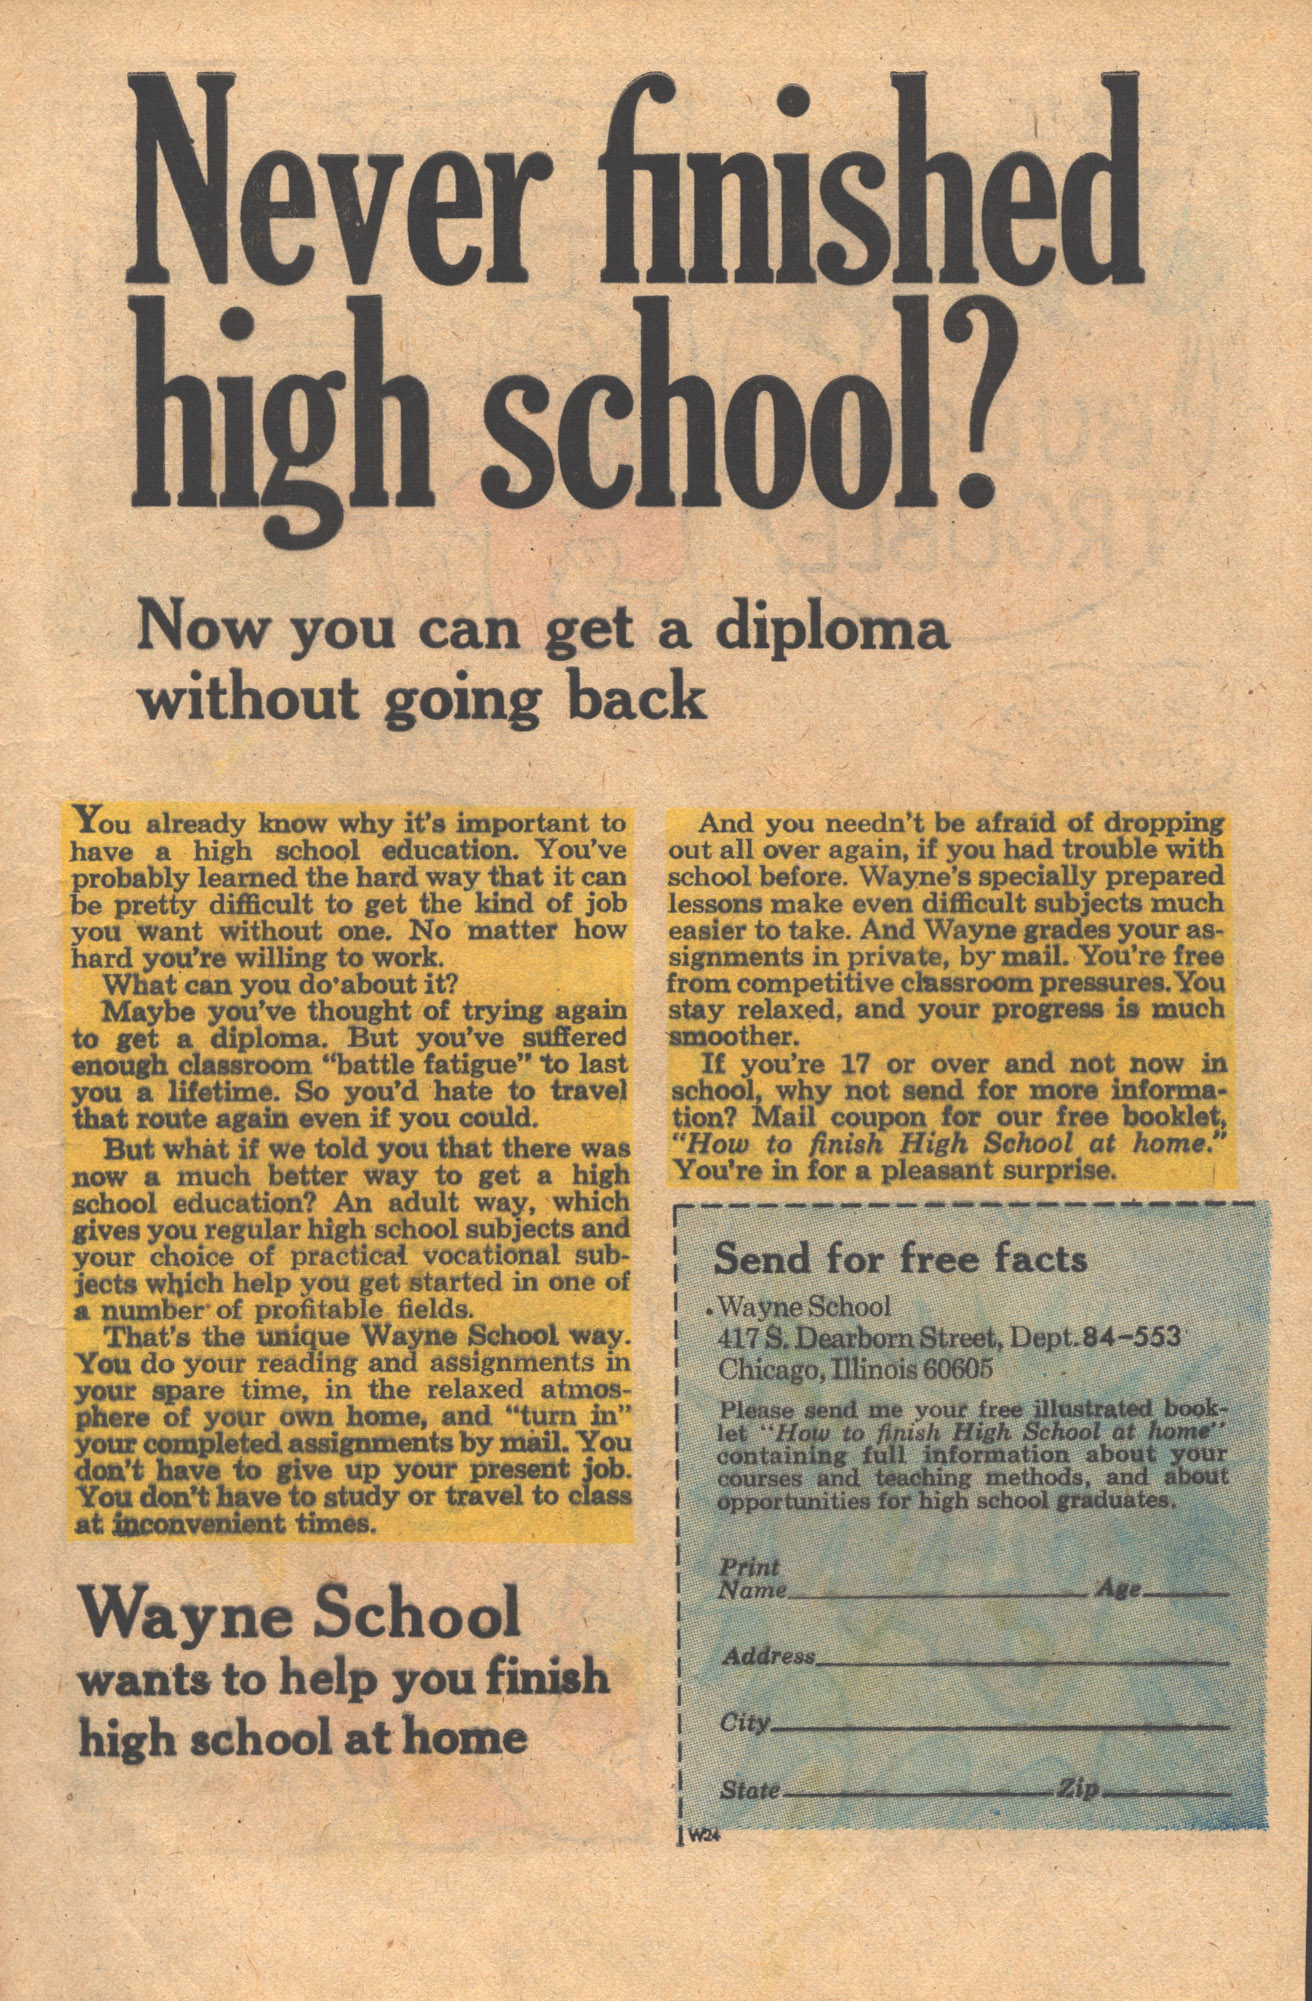 Never finished
high school?
Now you can get a diploma
without going back
You already know why it's important to
have a high school education. You've
probably learned the hard way that it can
be pretty difficult to get the kind of job
you want without one. No matter how
hard you're willing to work.
What can you do about it?
Maybe you've thought of trying again
to get a diploma. But you've suffered
enough classroom "battle fatigue" to last
you a lifetime. So you'd hate to travel
that route again even if you could.
But what if we told you that there was
now a much better way to get a high
school education? An adult way, which
gives you regular high school subjects and
your choice of practical vocational sub-
jects which help you get started in one of
a number of profitable fields.
That's the unique Wayne School way.
You do your reading and assignments in
your spare time, in the relaxed atmos-
phere of your own home, and "turn in"
your completed assignments by mail. You
don't have to give up your present job.
You don't have to study or travel to class
at inconvenient times.
Wayne School
wants to help you finish
high school at home
And you needn't be afraid of dropping
out all over again, if you had trouble with
school before. Wayne's specially prepared
lessons make even difficult subjects much
easier to take. And Wayne grades your as-
signments in private, by mail. You're free
from competitive classroom pressures. You
stay relaxed, and your progress is much
smoother.
If you're 17 or over and not now in
school, why not send for more informa-
tion? Mail coupon for our free booklet,
"How to finish High School at home."
You're in for a pleasant surprise.
Send for free facts
Wayne School
417 S. Dearborn Street, Dept. 84-553
Chicago, Illinois 60605
Please send me your free illustrated book-
let "How to finish High School at home"
containing full information about your
courses and teaching methods, and about
opportunities for high school graduates.
Print
Name Age
Address
City
State Zip
W24